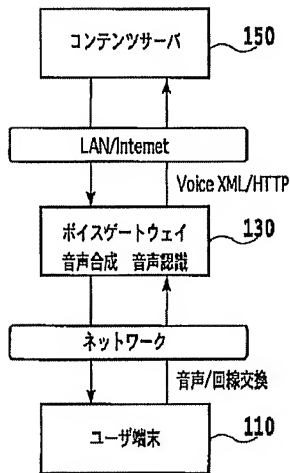 コンテンツサーバ 150
LAN/Internet
Voice XML/HTTP
ボイスゲートウェイ 130
音声合成 音声認識
ネットワーク
音声/回線交換
ユーザ端末 110